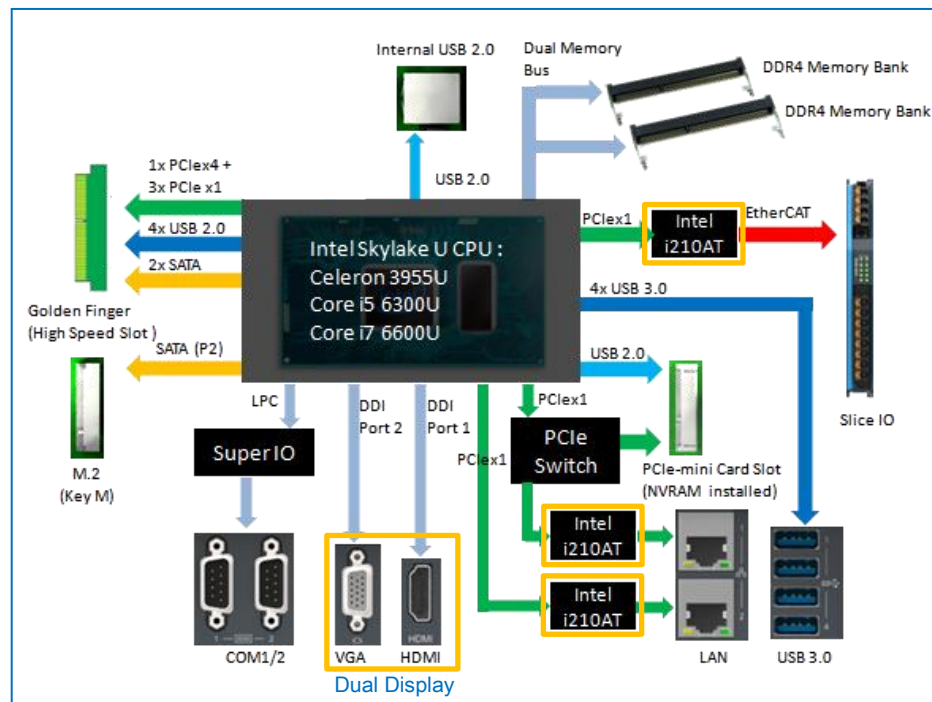 Internal USB 2.0
Dual Memory
Bus
DDR4 Memory Bank
DDR4 Memory Bank
1x PCIex4 +
3x PCIe x1
USB 2.0
PCIex1
Intel
i210AT
EtherCAT
4x USB 2.0
2x SATA
Intel Skylake U CPU :
Celeron 3955U
Core i5 6300U
Core i7 6600U
4x USB 3.0
Golden Finger
(High Speed Slot )
SATA (P2)
USB 2.0
LPC
DDI
Port 2
DDI
Port 1
PCIex1
PCIex1
Slice IO
Super IO
PCIe
Switch
M.2
(Key M)
PCIe-mini Card Slot
(NVRAM installed)
Intel
i210AT
Intel
i210AT
HDMI
COM1/2
VGA
HDMI
LAN
USB 3.0
Dual Display